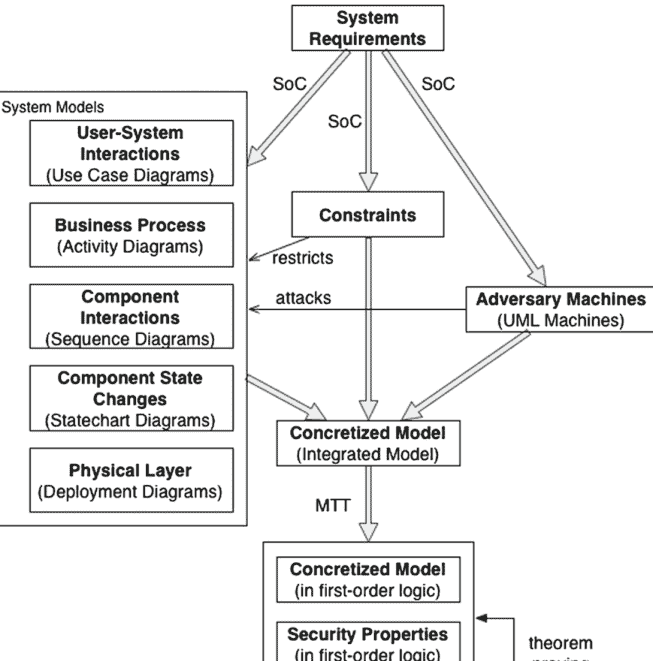 System
Requirements
SoC
SoC
SoC
System Models
User-System
Interactions
(Use Case Diagrams)
Business Process
(Activity Diagrams)
Component
Interactions
(Sequence Diagrams)
Component State
Changes
(Statechart Diagrams)
Physical Layer
(Deployment Diagrams)
Constraints
restricts
attacks
Adversary Machines
(UML Machines)
Concretized Model
(Integrated Model)
MTT
Concretized Model
(in first-order logic)
Security Properties
(in first-order logic)
theorem
proving